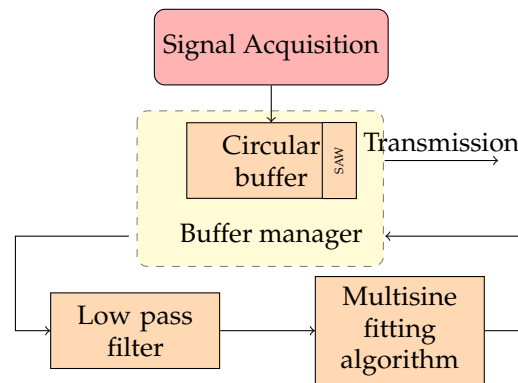 Signal Acquisition
Circular
buffer
SAW
Transmission
Buffer manager
Low pass
filter
Multisine
fitting
algorithm